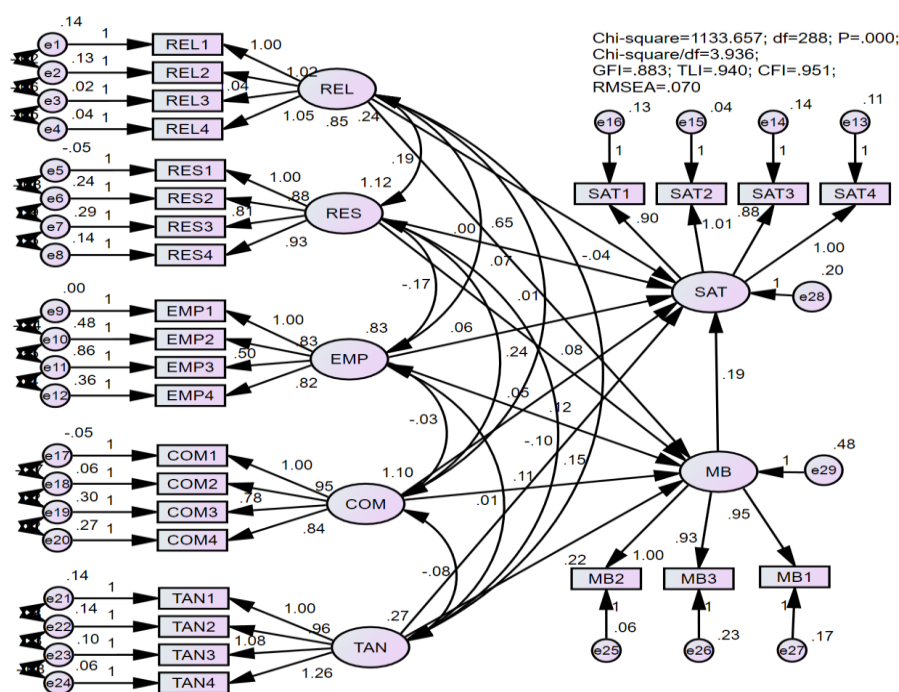 Chi-square=1133.657; df=288; P=.000;
Chi-square/df=3.936;
GFI=.883; TLI=.940; CFI=.951;
RMSEA=.070
.14
e1 1 REL1 1.00
.13
e2 1 REL2 1.02
.02
e3 1 REL3 .04
.04
e4 1 REL4 1.05
REL
.85 .24
-.05
e5 1 RES1 1.00
.24
e6 1 RES2 .88
.29
e7 1 RES3 .81
.14
e8 1 RES4 .93
RES
1.12
.19
.00
e9 1 EMP1 1.00
.48
e10 1 EMP2 .83
.86
e11 1 EMP3 .50
.36
e12 1 EMP4 .82
EMP
.83
-.17
-.05
e17 1 COM1 1.00
.06
e18 1 COM2 .95
.30
e19 1 COM3 .78
.27
e20 1 COM4 .84
COM
1.10
-.03
.14
e21 1 TAN1 1.00
.14
e22 1 TAN2 .96
.10
e23 1 TAN3 1.08
.06
e24 1 TAN4 1.26
TAN
.27
-.08
.65
.00
.07
-.04
.01
.06
.24
.08
.05
.12
-.10
.15
.11
.01
.22
.13 .04 .14 .11
e16 e15 e14 e13
1 1 1 1
SAT1 SAT2 SAT3 SAT4
.90 1.01 .88 1.00
SAT 1 e28 .20
.19
MB 1 e29 .48
1.00 .93 .95
MB2 MB3 MB1
1 1 1
e25 e26 e27
.06 .23 .17